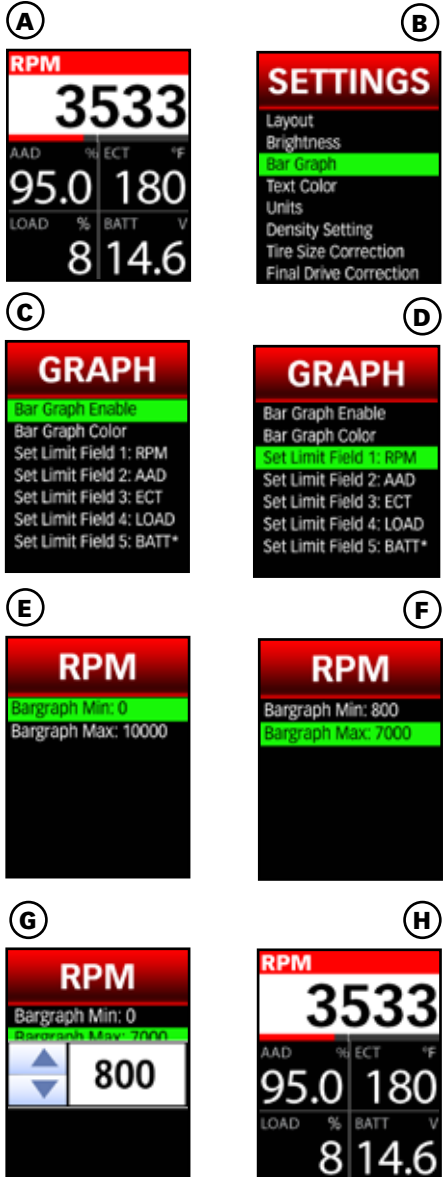 A
RPM
3533
AAD % ECT °F
95.0 180
LOAD % BATT V
8 14.6
B
SETTINGS
Layout
Brightness
Bar Graph
Text Color
Units
Density Setting
Tire Size Correction
Final Drive Correction
C
GRAPH
Bar Graph Enable
Bar Graph Color
Set Limit Field 1: RPM
Set Limit Field 2: AAD
Set Limit Field 3: ECT
Set Limit Field 4: LOAD
Set Limit Field 5: BATT*
D
GRAPH
Bar Graph Enable
Bar Graph Color
Set Limit Field 1: RPM
Set Limit Field 2: AAD
Set Limit Field 3: ECT
Set Limit Field 4: LOAD
Set Limit Field 5: BATT*
E
RPM
Bargraph Min: 0
Bargraph Max: 10000
F
RPM
Bargraph Min: 800
Bargraph Max: 7000
G
RPM
Bargraph Min: 0
Bargraph Max: 7000
800
H
RPM
3533
AAD % ECT °F
95.0 180
LOAD % BATT V
8 14.6